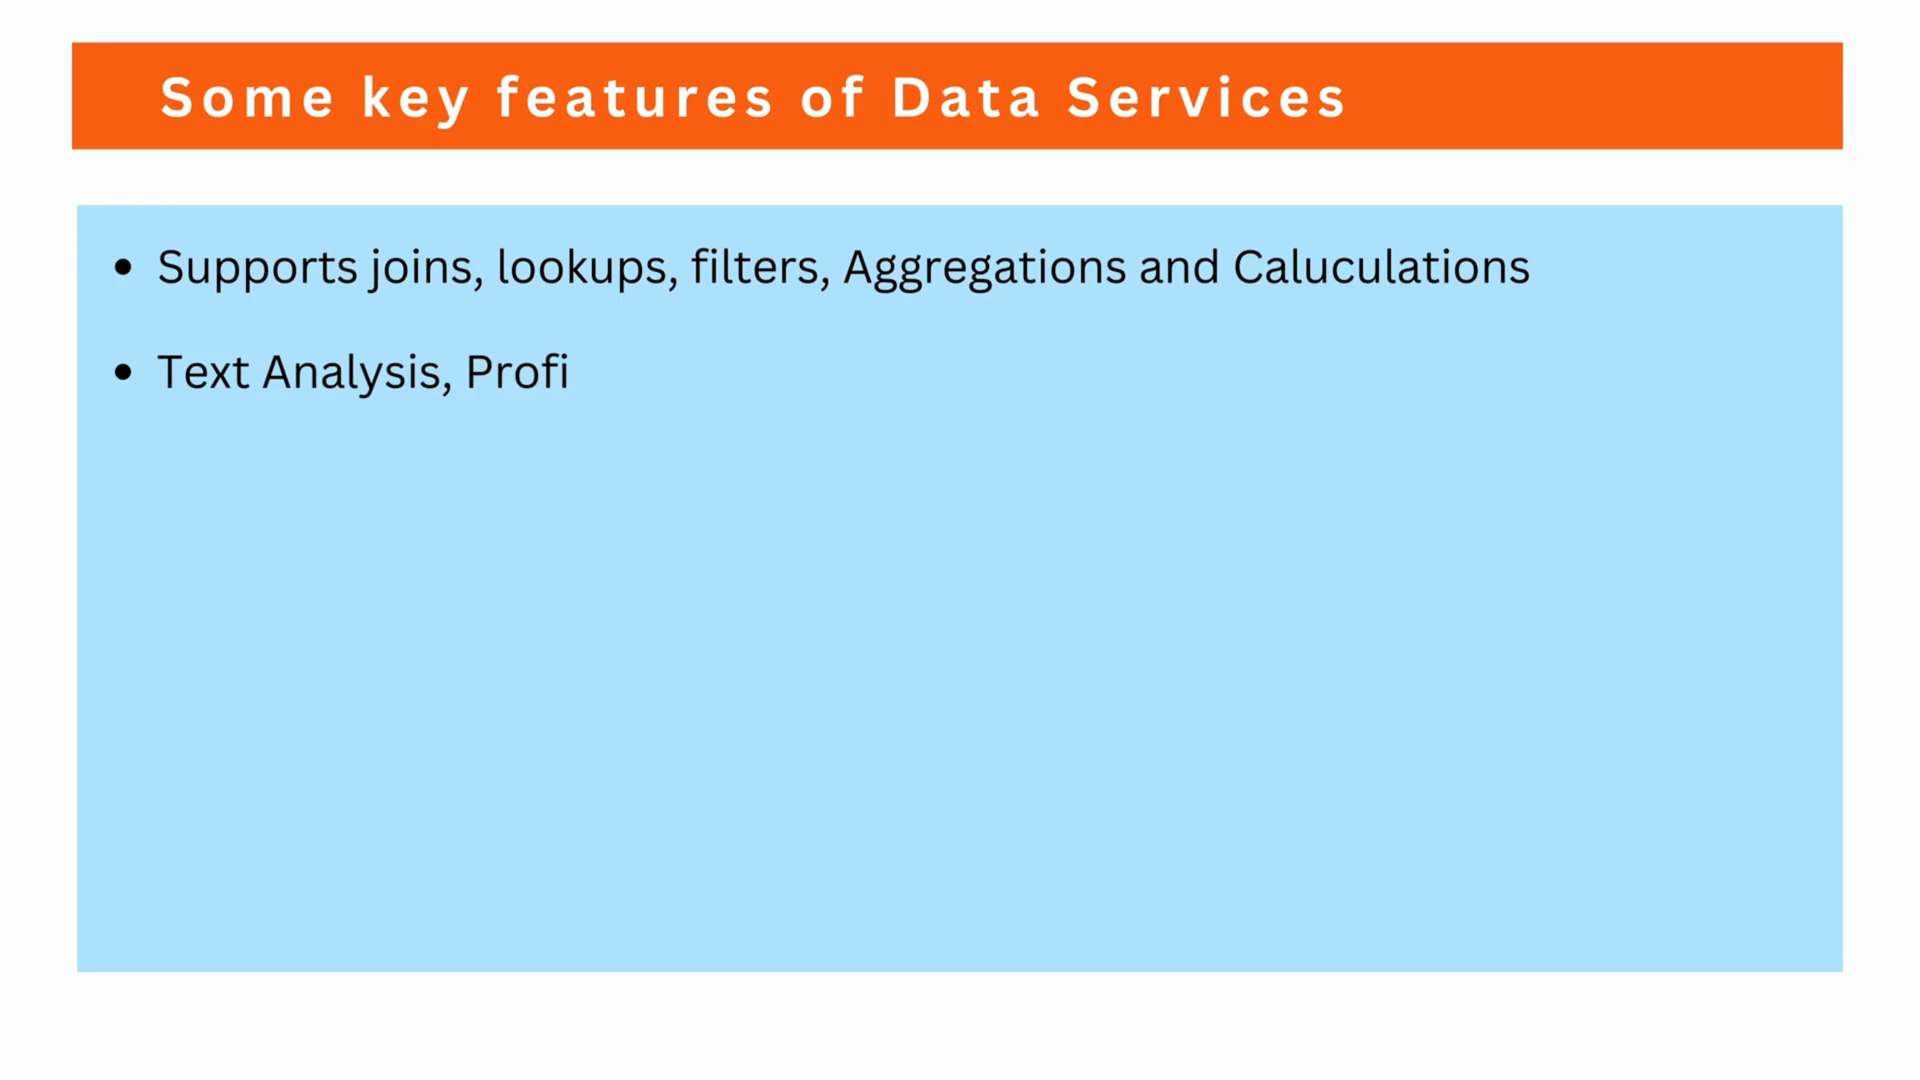 Some key features of Data Services
• Supports joins, lookups, filters, Aggregations and Caluculations
• Text Analysis, Profi